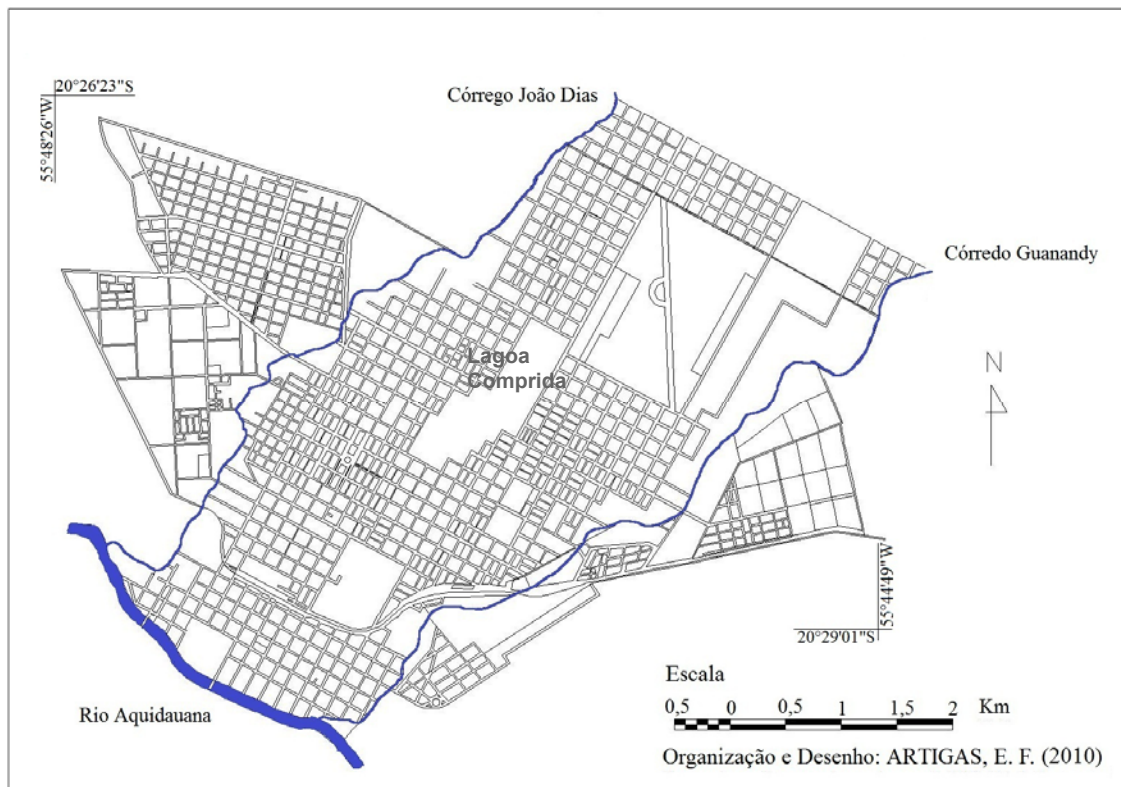 20°26'23"S
55°48'26"W
Córrego João Dias
Córredo Guanandy
Lagoa
Comprida
N
55°44'49"W
20°29'01"S
Rio Aquidauana
Escala
0,5 0 0,5 1 1,5 2 Km
Organização e Desenho: ARTIGAS, E. F. (2010)